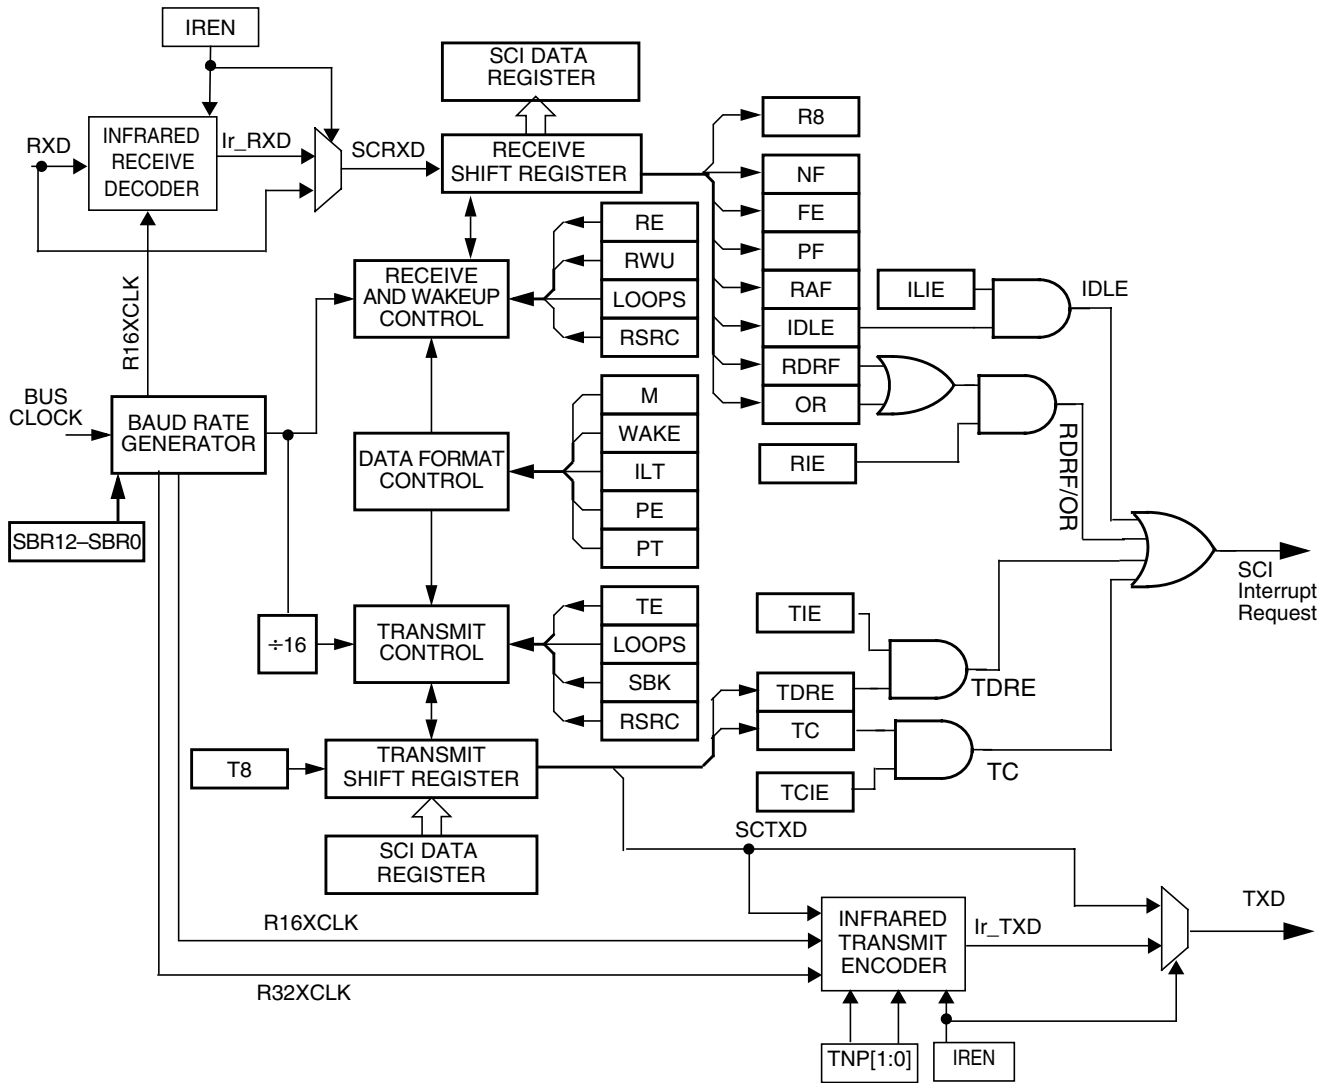 IREN
SCI DATA
REGISTER
R8
RXD
INFRARED
RECEIVE
DECODER
Ir_RXD
SCRXD
RECEIVE
SHIFT REGISTER
NF
FE
PF
RAF
IDLE
RDRF
OR
RE
RWU
LOOPS
RSRC
RECEIVE
AND WAKEUP
CONTROL
ILIE
IDLE
R16XCLK
BUS
CLOCK
BAUD RATE
GENERATOR
DATA FORMAT
CONTROL
M
WAKE
ILT
PE
PT
RIE
RDRF/OR
SBR12–SBR0
SCI
Interrupt
Request
÷16
TRANSMIT
CONTROL
TE
LOOPS
SBK
RSRC
TIE
TDRE
TC
TDRE
TCIE
TC
T8
TRANSMIT
SHIFT REGISTER
SCI DATA
REGISTER
SCTXD
R16XCLK
R32XCLK
INFRARED
TRANSMIT
ENCODER
Ir_TXD
TXD
TNP[1:0]
IREN